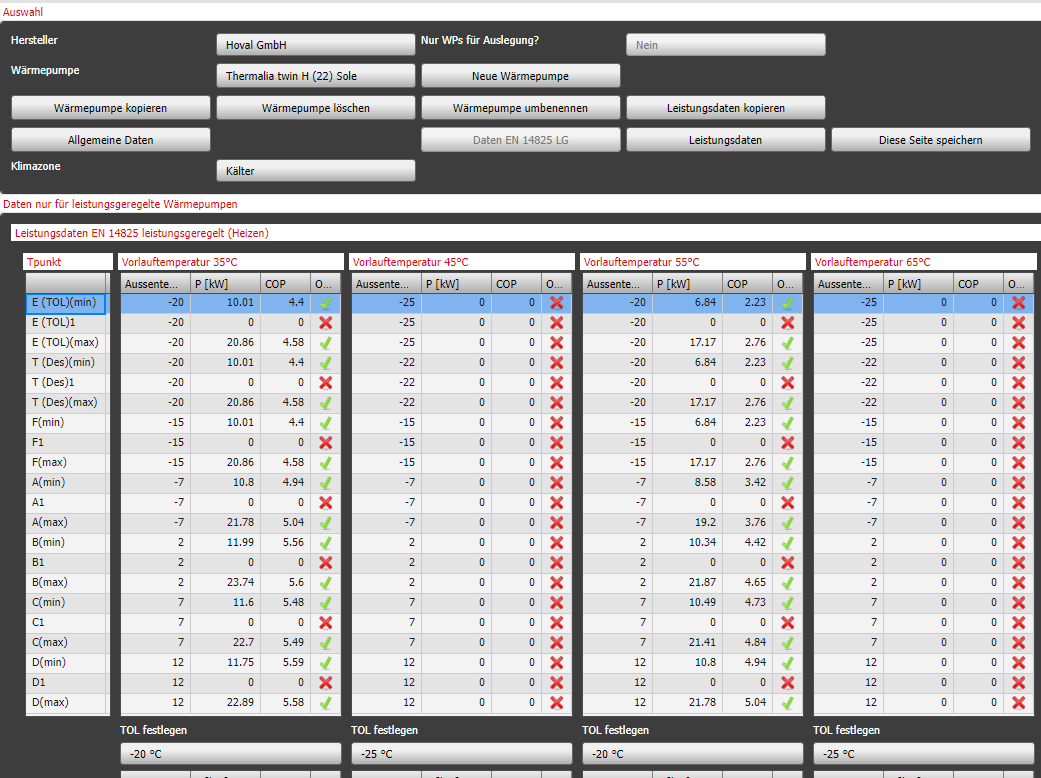 Auswahl
Hersteller Hoval GmbH Nur WPs für Auslegung? Nein
Wärmepumpe Thermalia twin H (22) Sole Neue Wärmepumpe
Wärmepumpe kopieren Wärmepumpe löschen Wärmepumpe umbenennen Leistungsdaten kopieren
Allgemeine Daten Daten EN 14825 LG Leistungsdaten Diese Seite speichern
Klimazone Kälter
Daten nur für leistungsgeregelte Wärmepumpen
Leistungsdaten EN 14825 leistungsgeregelt (Heizen)
Tpunkt Vorlauftemperatur 35°C Vorlauftemperatur 45°C Vorlauftemperatur 55°C Vorlauftemperatur 65°C
Aussente... P [kW] COP O... Aussente... P [kW] COP O... Aussente... P [kW] COP O... Aussente... P [kW] COP O...
E (TOL)(min) -20 10.01 4.4 -25 0 0 -20 6.84 2.23 -25 0 0
E (TOL)1 -20 0 0 -25 0 0 -20 0 0 -25 0 0
E (TOL)(max) -20 20.86 4.58 -25 0 0 -20 17.17 2.76 -25 0 0
T (Des)(min) -20 10.01 4.4 -22 0 0 -20 6.84 2.23 -22 0 0
T (Des)1 -20 0 0 -22 0 0 -20 0 0 -22 0 0
T (Des)(max) -20 20.86 4.58 -22 0 0 -20 17.17 2.76 -22 0 0
F(min) -15 10.01 4.4 -15 0 0 -15 6.84 2.23 -15 0 0
F1 -15 0 0 -15 0 0 -15 0 0 -15 0 0
F(max) -15 20.86 4.58 -15 0 0 -15 17.17 2.76 -15 0 0
A(min) -7 10.8 4.94 -7 0 0 -7 8.58 3.42 -7 0 0
A1 -7 0 0 -7 0 0 -7 0 0 -7 0 0
A(max) -7 21.78 5.04 -7 0 0 -7 19.2 3.76 -7 0 0
B(min) 2 11.99 5.56 2 0 0 2 10.34 4.42 2 0 0
B1 2 0 0 2 0 0 2 0 0 2 0 0
B(max) 2 23.74 5.6 2 0 0 2 21.87 4.65 2 0 0
C(min) 7 11.6 5.48 7 0 0 7 10.49 4.73 7 0 0
C1 7 0 0 7 0 0 7 0 0 7 0 0
C(max) 7 22.7 5.49 7 0 0 7 21.41 4.84 7 0 0
D(min) 12 11.75 5.59 12 0 0 12 10.8 4.94 12 0 0
D1 12 0 0 12 0 0 12 0 0 12 0 0
D(max) 12 22.89 5.58 12 0 0 12 21.78 5.04 12 0 0
TOL festlegen TOL festlegen TOL festlegen TOL festlegen
-20 °C -25 °C -20 °C -25 °C